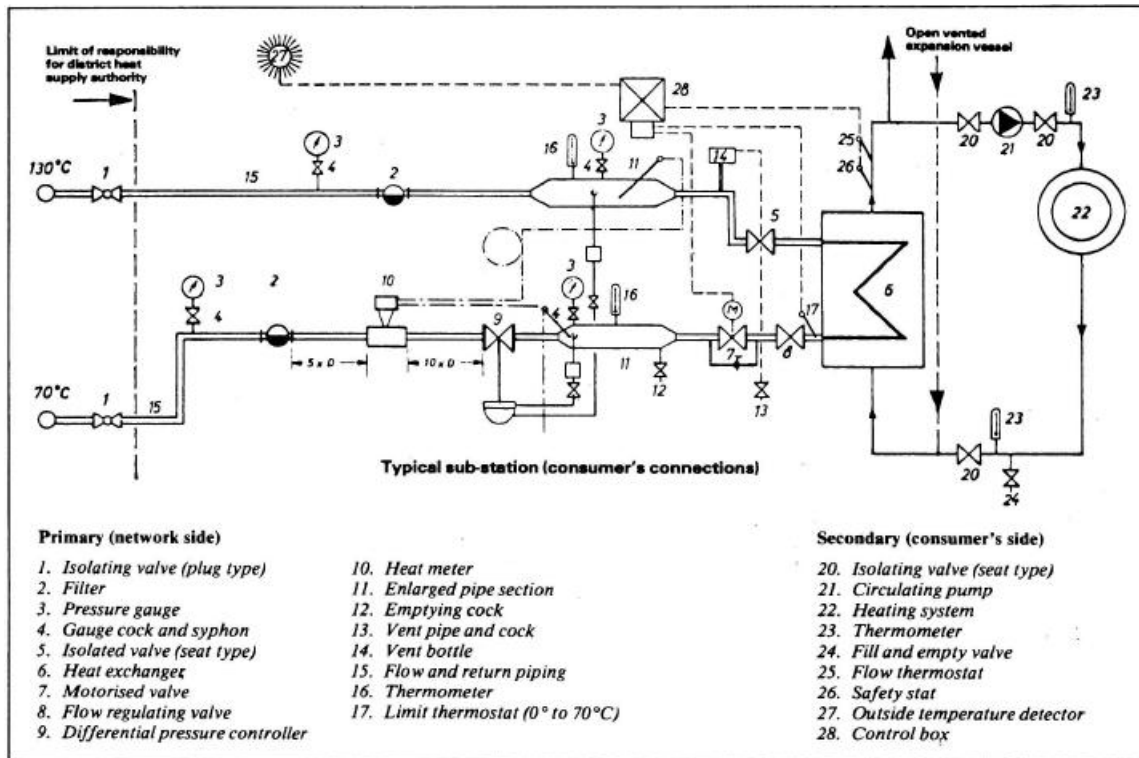 Limit of responsibility
for district heat
supply authority
Open vented
expansion vessel
27
28
3
23
16
3
4
11
14
25
26
20
21
20
130°C
1
15
4
2
5
22
3
2
10
3
16
6
4
9
4
M
17
7
8
5 x D
10 x D
11
12
13
70°C
1
15
23
20
24
Typical sub-station (consumer's connections)
Primary (network side)
1. Isolating valve (plug type)
2. Filter
3. Pressure gauge
4. Gauge cock and syphon
5. Isolated valve (seat type)
6. Heat exchanger
7. Motorised valve
8. Flow regulating valve
9. Differential pressure controller
10. Heat meter
11. Enlarged pipe section
12. Emptying cock
13. Vent pipe and cock
14. Vent bottle
15. Flow and return piping
16. Thermometer
17. Limit thermostat (0° to 70°C)
Secondary (consumer's side)
20. Isolating valve (seat type)
21. Circulating pump
22. Heating system
23. Thermometer
24. Fill and empty valve
25. Flow thermostat
26. Safety stat
27. Outside temperature detector
28. Control box